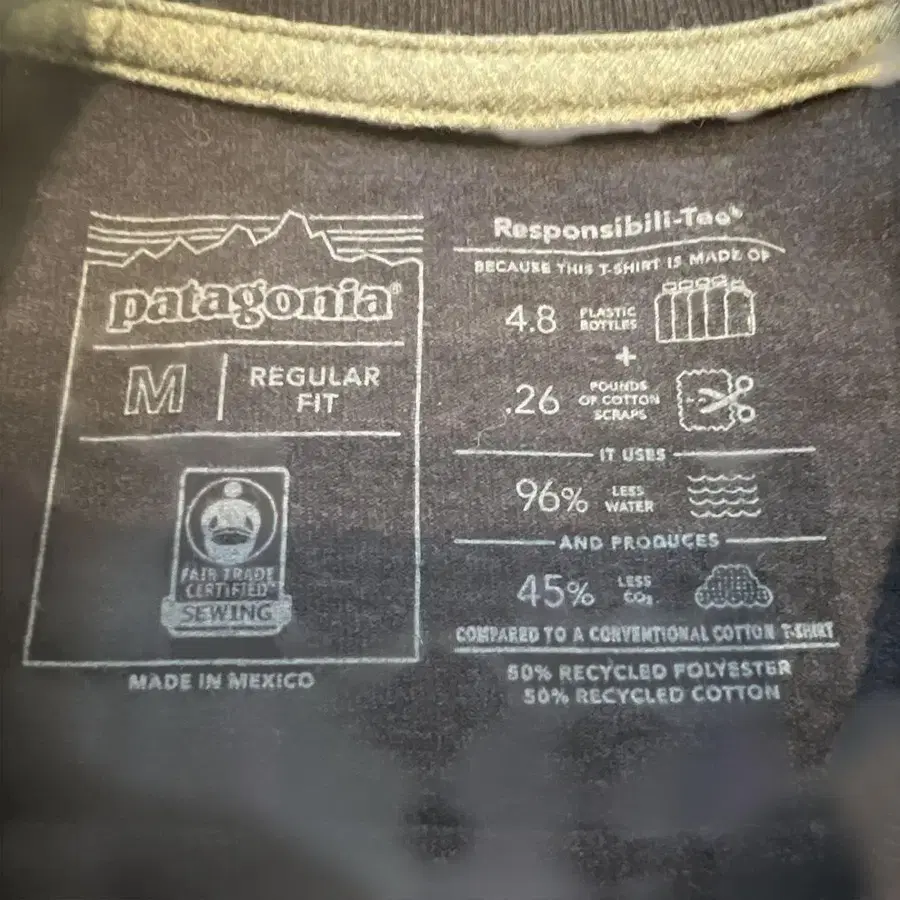 patagonia®
M
REGULAR
FIT
FAIR TRADE
CERTIFIED™
SEWING
MADE IN MEXICO
Responsibili-Tee®
BECAUSE THIS T-SHIRT IS MADE OF
4.8 PLASTIC
BOTTLES
+
.26 POUNDS
OF COTTON
SCRAPS
IT USES
96% LESS
WATER
AND PRODUCES
45% LESS
CO₂
COMPARED TO A CONVENTIONAL COTTON T-SHIRT
50% RECYCLED POLYESTER
50% RECYCLED COTTON